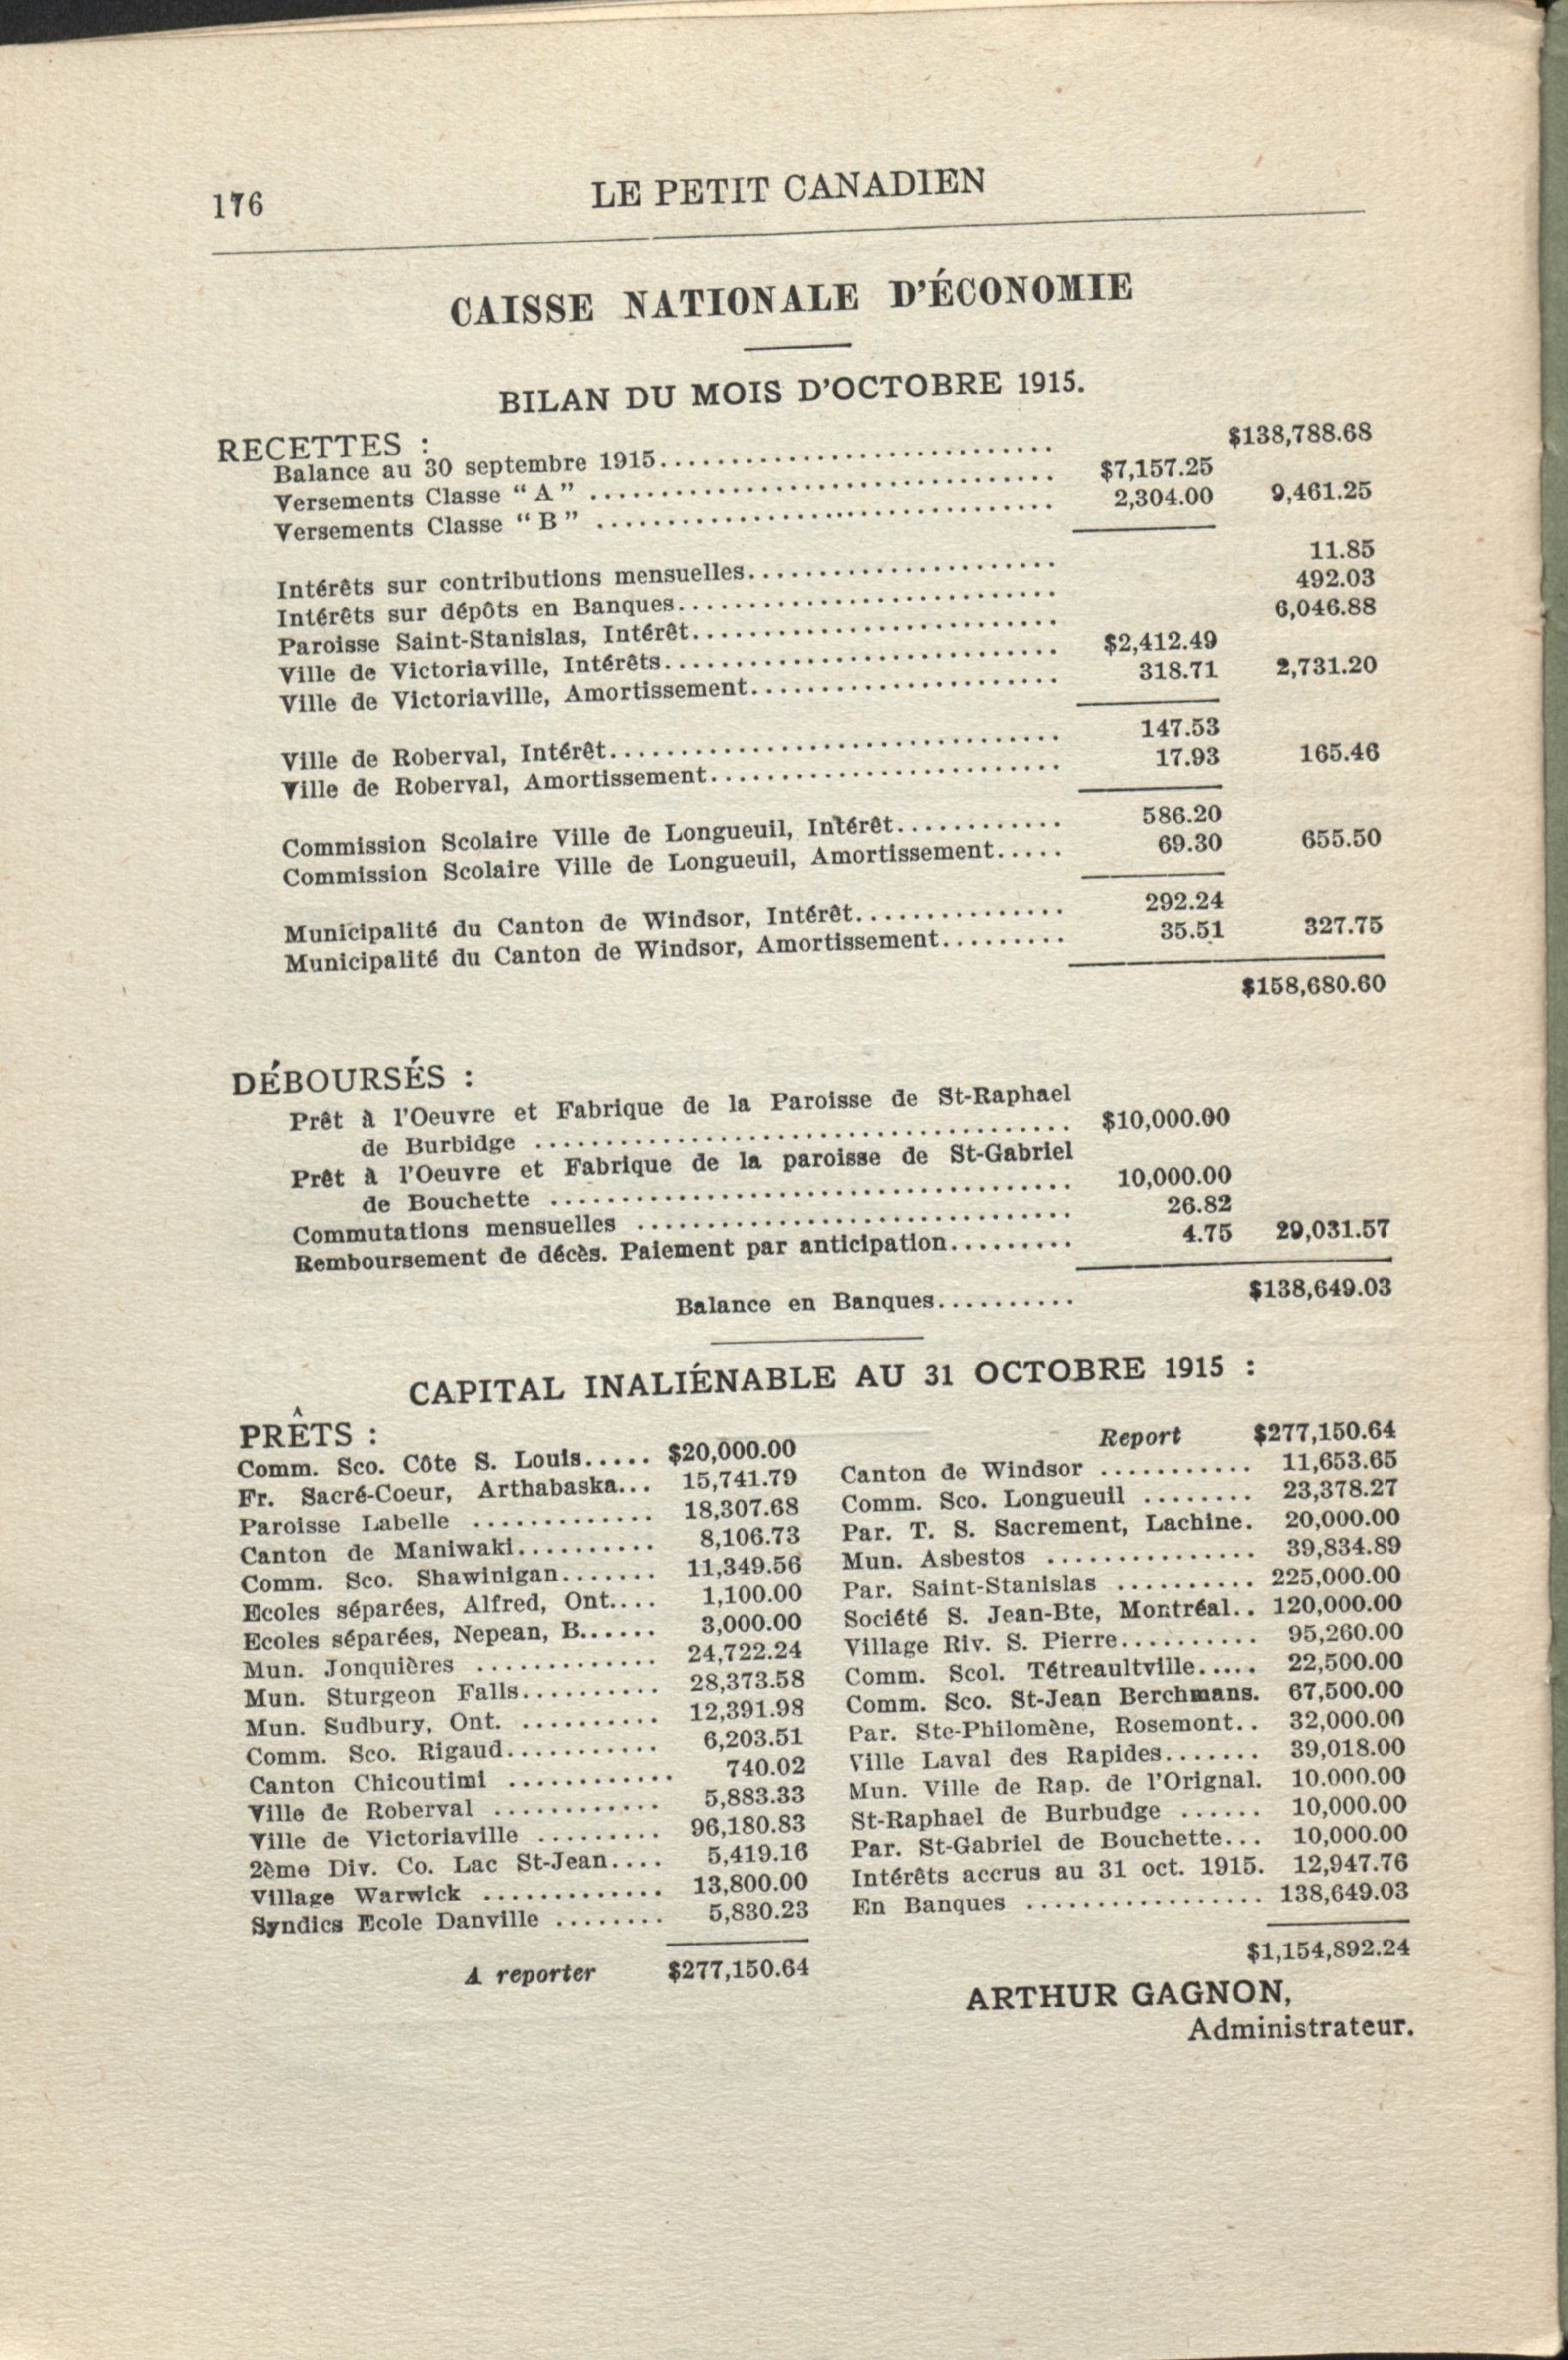 176
LE PETIT CANADIEN
CAISSE NATIONALE D'ÉCONOMIE
BILAN DU MOIS D'OCTOBRE 1915.
RECETTES :
Balance au 30 septembre 1915............................ $138,788.68
Versements Classe "A" ................................. $7,157.25
Versements Classe "B" ................................. 2,304.00 9,461.25
Intérêts sur contributions mensuelles...................... 11.85
Intérêts sur dépôts en Banques........................... 492.03
Paroisse Saint-Stanislas, Intérêt.......................... 6,046.88
Ville de Victoriaville, Intérêts............................ $2,412.49
Ville de Victoriaville, Amortissement...................... 318.71 2,731.20
Ville de Roberval, Intérêt................................ 147.53
Ville de Roberval, Amortissement......................... 17.93 165.46
Commission Scolaire Ville de Longueuil, Intérêt............ 586.20
Commission Scolaire Ville de Longueuil, Amortissement..... 69.30 655.50
Municipalité du Canton de Windsor, Intérêt............... 292.24
Municipalité du Canton de Windsor, Amortissement......... 35.51 327.75
$158,680.60
DÉBOURSÉS :
Prêt à l'Oeuvre et Fabrique de la Paroisse de St-Raphael
de Burbidge ...................................... $10,000.00
Prêt à l'Oeuvre et Fabrique de la paroisse de St-Gabriel
de Bouchette ..................................... 10,000.00
Commutations mensuelles ............................... 26.82
Remboursement de décès. Paiement par anticipation......... 4.75 29,031.57
Balance en Banques.......... $138,649.03
CAPITAL INALIÉNABLE AU 31 OCTOBRE 1915 :
PRÊTS :
Comm. Sco. Côte S. Louis..... $20,000.00
Fr. Sacré-Coeur, Arthabaska... 15,741.79
Paroisse Labelle ............. 18,307.68
Canton de Maniwaki.......... 8,106.73
Comm. Sco. Shawinigan....... 11,349.56
Ecoles séparées, Alfred, Ont.... 1,100.00
Ecoles séparées, Nepean, B...... 3,000.00
Mun. Jonquières ............. 24,722.24
Mun. Sturgeon Falls.......... 28,373.58
Mun. Sudbury, Ont. .......... 12,391.98
Comm. Sco. Rigaud........... 6,203.51
Canton Chicoutimi ............ 740.02
Ville de Roberval ............ 5,883.33
Ville de Victoriaville ......... 96,180.83
2ème Div. Co. Lac St-Jean.... 5,419.16
Village Warwick ............. 13,800.00
Syndics Ecole Danville ........ 5,830.23
A reporter $277,150.64
Report $277,150.64
Canton de Windsor ........... 11,653.65
Comm. Sco. Longueuil ........ 23,378.27
Par. T. S. Sacrement, Lachine. 20,000.00
Mun. Asbestos ............... 39,834.89
Par. Saint-Stanislas .......... 225,000.00
Société S. Jean-Bte, Montréal.. 120,000.00
Village Riv. S. Pierre.......... 95,260.00
Comm. Scol. Tétreaultville..... 22,500.00
Comm. Sco. St-Jean Berchmans. 67,500.00
Par. Ste-Philomène, Rosemont.. 32,000.00
Ville Laval des Rapides....... 39,018.00
Mun. Ville de Rap. de l'Orignal. 10.000.00
St-Raphael de Burbudge ...... 10,000.00
Par. St-Gabriel de Bouchette... 10,000.00
Intérêts accrus au 31 oct. 1915. 12,947.76
En Banques ................. 138,649.03
$1,154,892.24
ARTHUR GAGNON,
Administrateur.